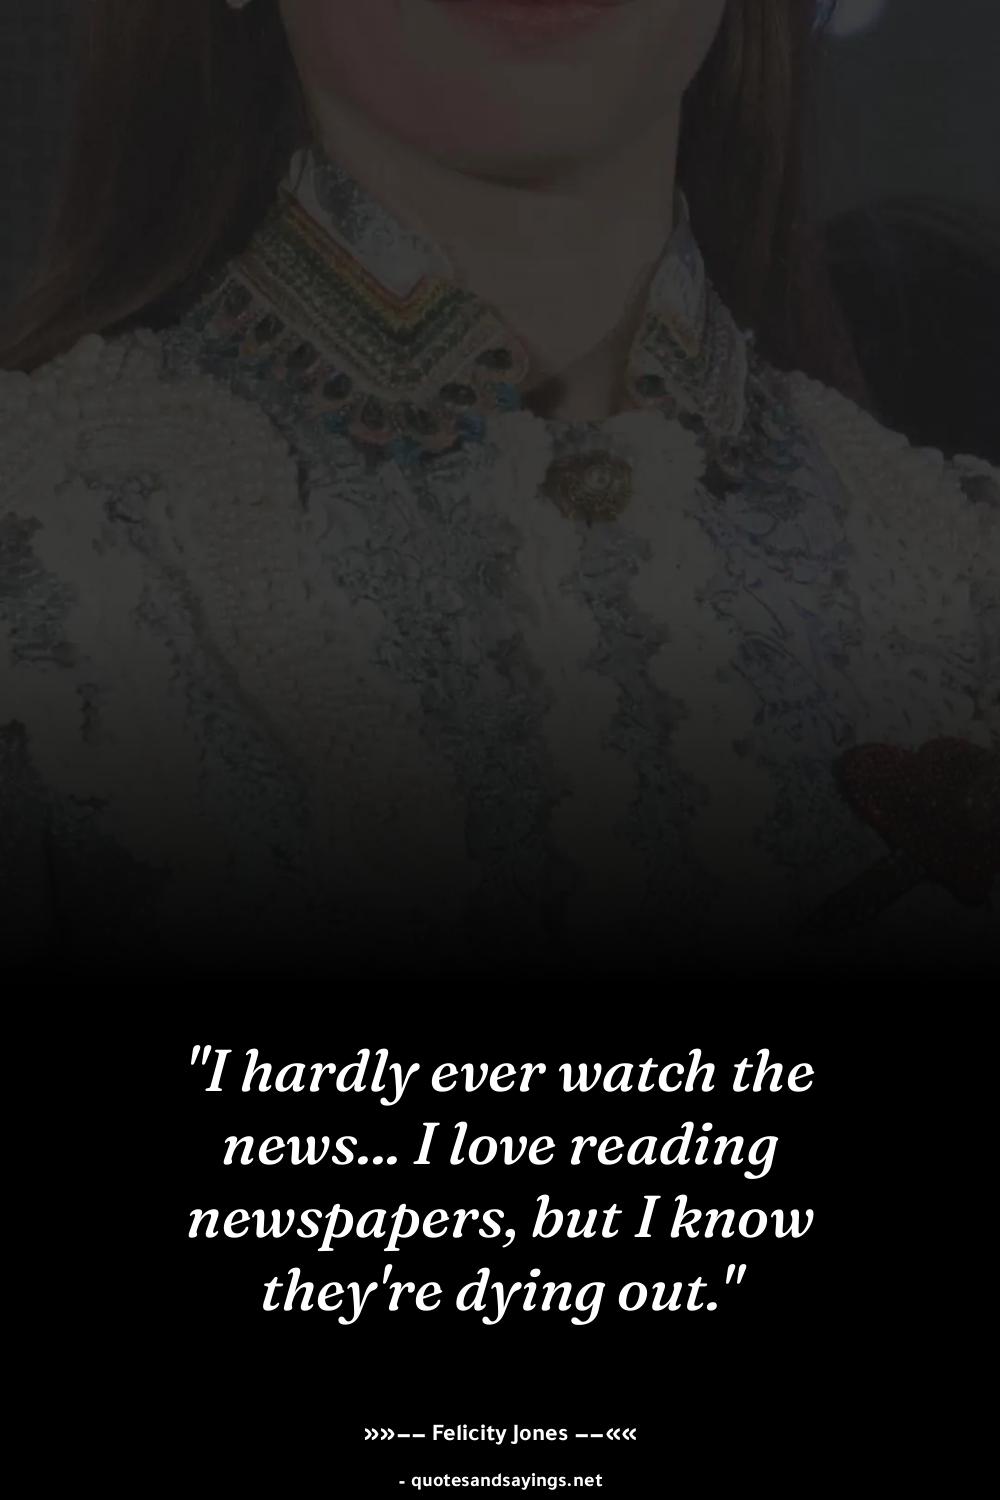 "I hardly ever watch the
news... I love reading
newspapers, but I know
they're dying out."
»»–– Felicity Jones ––««
- quotesandsayings.net